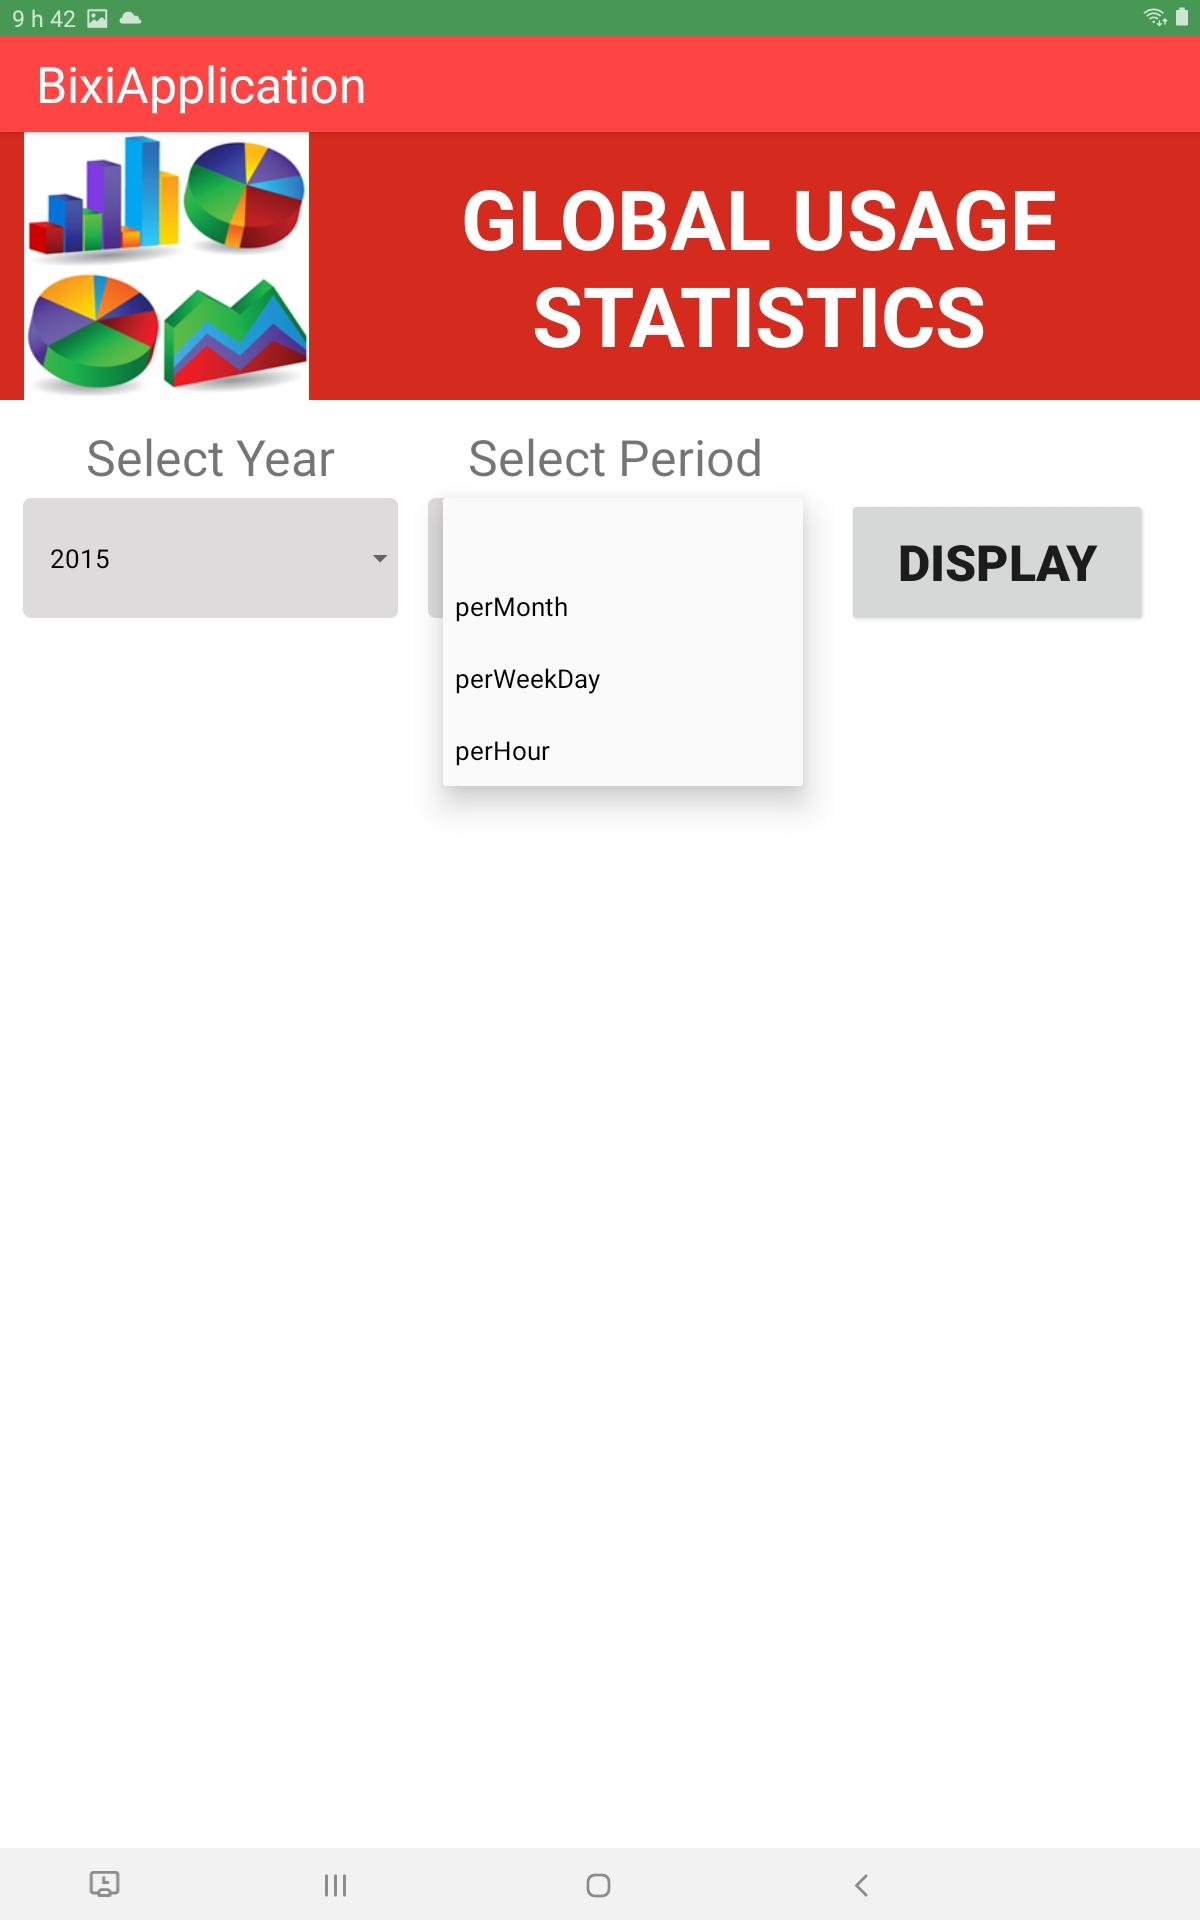 9 h 42
BixiApplication
GLOBAL USAGE
STATISTICS
Select Year
Select Period
2015
DISPLAY
perMonth
perWeekDay
perHour